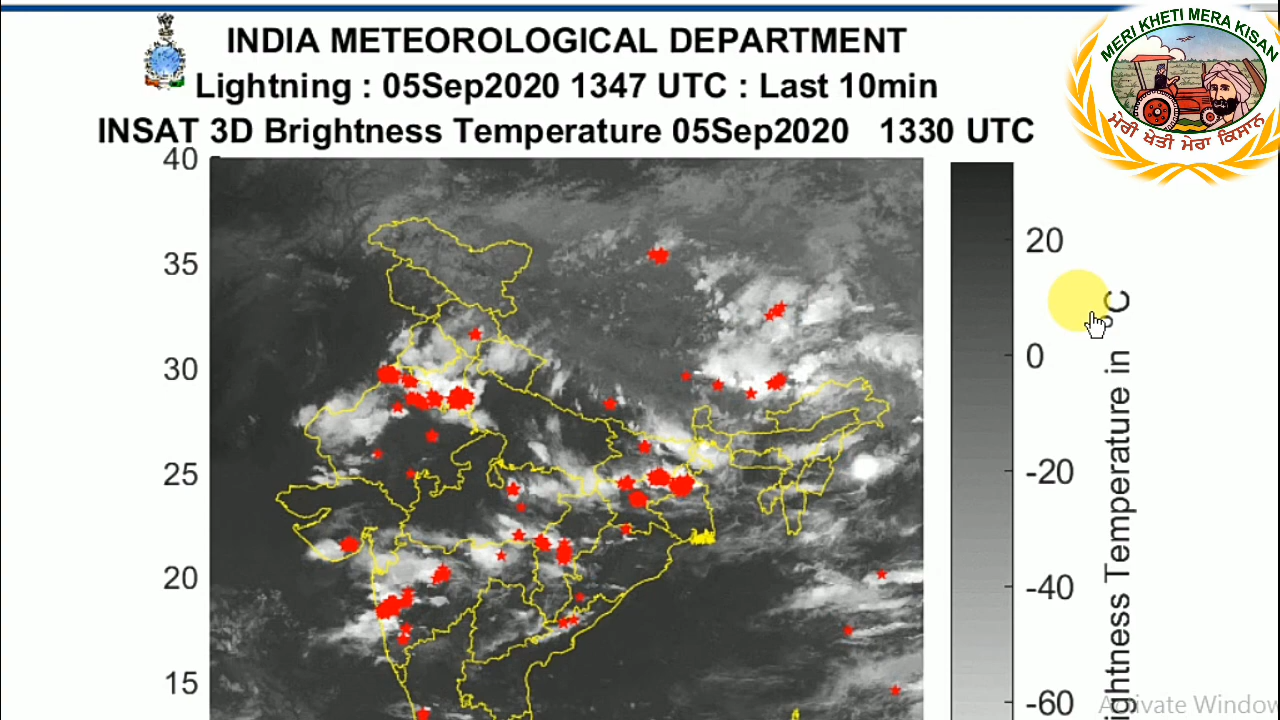 INDIA METEOROLOGICAL DEPARTMENT
Lightning : 05Sep2020 1347 UTC : Last 10min
INSAT 3D Brightness Temperature 05Sep2020 1330 UTC
MERI KHETI MERA KISAN
ਮੇਰੀ ਖੇਤੀ ਮੇਰਾ ਕਿਸਾਨ
40
35
30
25
20
15
20
0
-20
-40
-60
ightness Temperature in °C
Activate Window